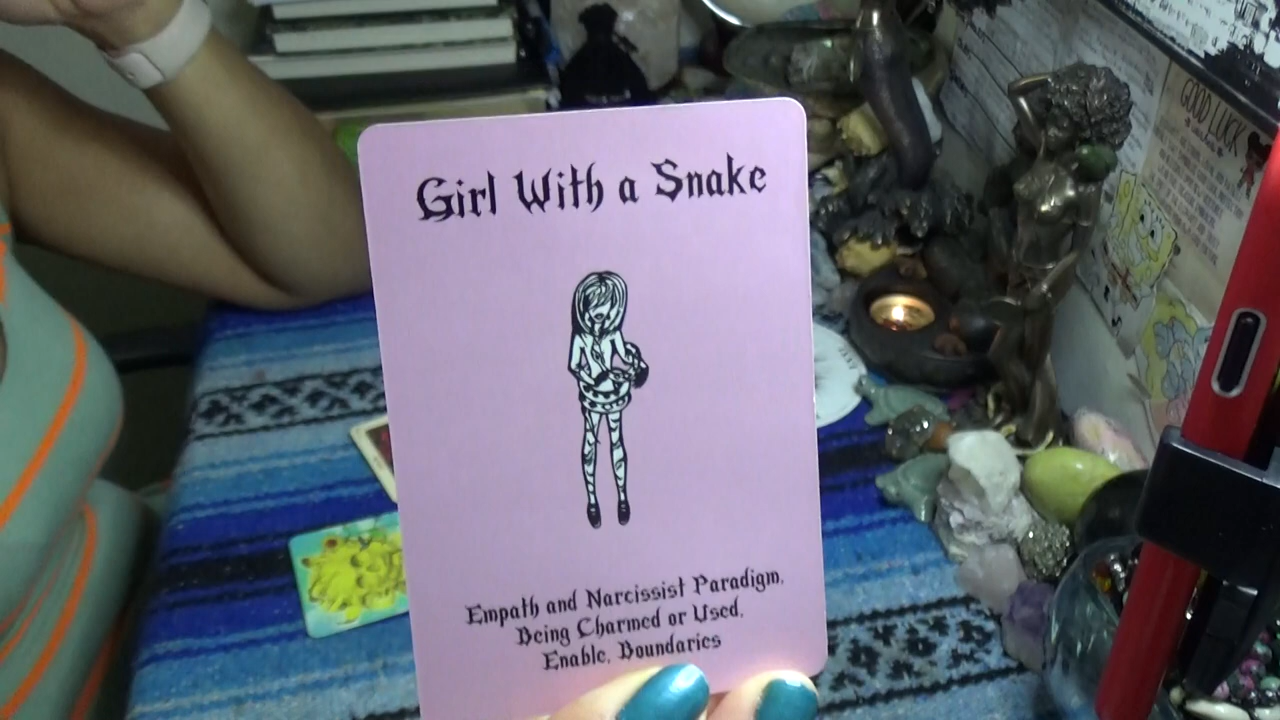 Girl With a Snake
Empath and Narcissist Paradigm.
Being Charmed or Used.
Enable. Boundaries
GOOD LUCK